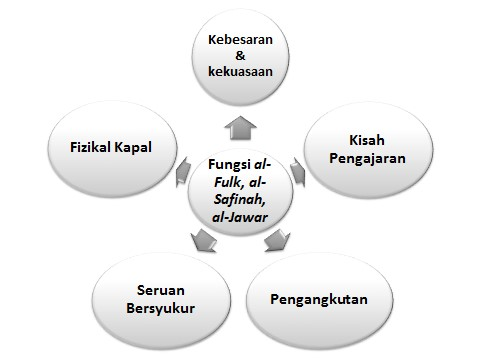 Kebesaran
&
kekuasaan
Fizikal Kapal
Kisah
Pengajaran
Fungsi al-
Fulk, al-
Safinah,
al-Jawar
Seruan
Bersyukur
Pengangkutan